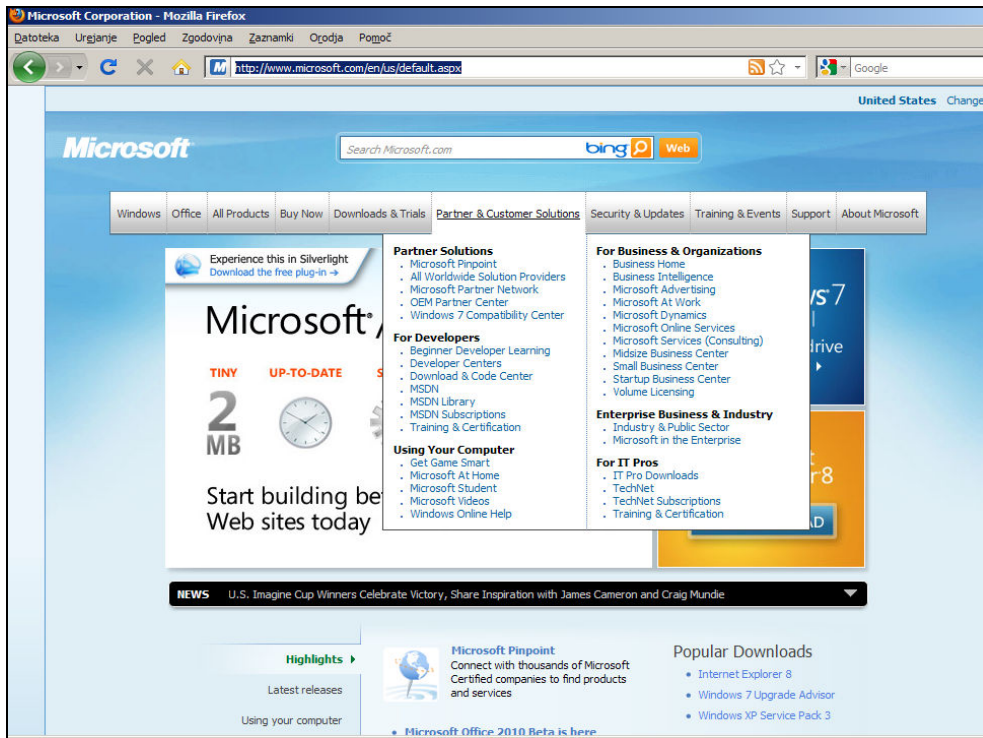 Microsoft Corporation - Mozilla Firefox
Datoteka Urejanje Pogled Zgodovina Zaznamki Orodja Pomoč
http://www.microsoft.com/en/us/default.aspx Google
United States Change
Microsoft Search Microsoft.com bing Web
Windows Office All Products Buy Now Downloads & Trials Partner & Customer Solutions Security & Updates Training & Events Support About Microsoft
Experience this in Silverlight
Download the free plug-in →
Microsoft®
TINY UP-TO-DATE
2
MB
Start building
Web sites today
Partner Solutions
Microsoft Pinpoint
All Worldwide Solution Providers
Microsoft Partner Network
OEM Partner Center
Windows 7 Compatibility Center
For Developers
Beginner Developer Learning
Developer Centers
Download & Code Center
MSDN
MSDN Library
MSDN Subscriptions
Training & Certification
Using Your Computer
Get Game Smart
Microsoft At Home
Microsoft Student
Microsoft Videos
Windows Online Help
For Business & Organizations
Business Home
Business Intelligence
Microsoft Advertising
Microsoft At Work
Microsoft Dynamics
Microsoft Online Services
Microsoft Services (Consulting)
Midsize Business Center
Small Business Center
Startup Business Center
Volume Licensing
Enterprise Business & Industry
Industry & Public Sector
Microsoft in the Enterprise
For IT Pros
IT Pro Downloads
TechNet
TechNet Subscriptions
Training & Certification
7
drive
8
NEWS U.S. Imagine Cup Winners Celebrate Victory, Share Inspiration with James Cameron and Craig Mundie
Highlights
Latest releases
Using your computer
Microsoft Pinpoint
Connect with thousands of Microsoft
Certified companies to find products
and services
Microsoft Office 2010 Beta is here
Popular Downloads
Internet Explorer 8
Windows 7 Upgrade Advisor
Windows XP Service Pack 3